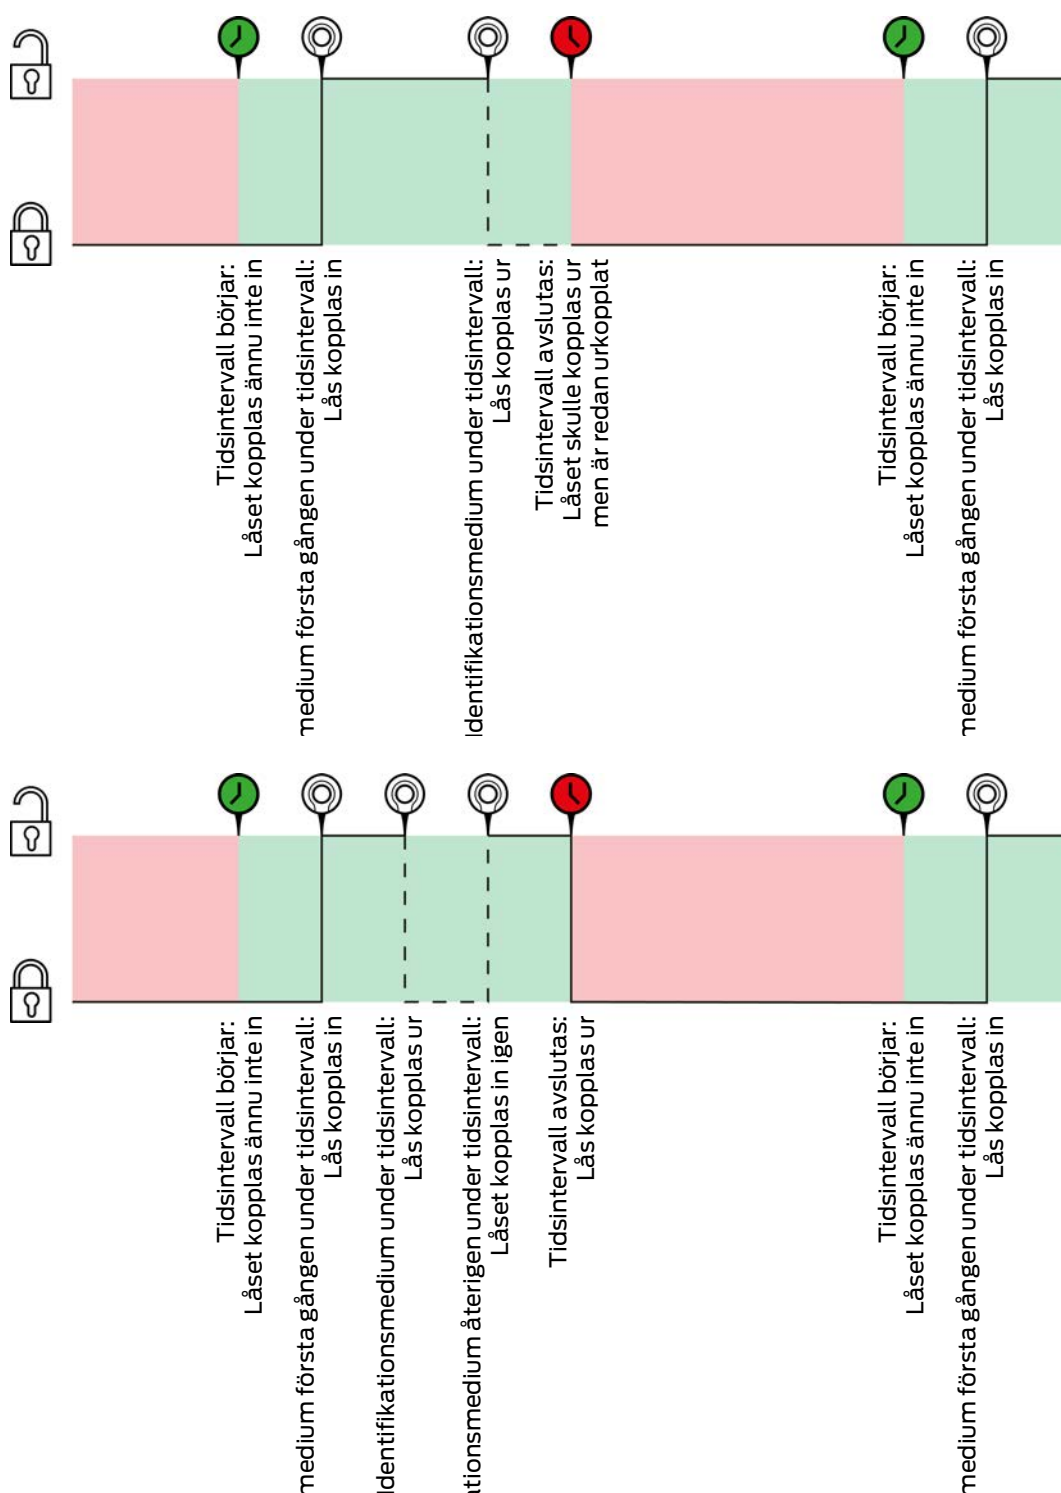 Tidsintervall börjar:
Låset kopplas ännu inte in
medium första gången under tidsintervall:
Lås kopplas in
Identifikationsmedium under tidsintervall:
Lås kopplas ur
Tidsintervall avslutas:
Låset skulle kopplas ur
men är redan urkopplat
Tidsintervall börjar:
Låset kopplas ännu inte in
medium första gången under tidsintervall:
Lås kopplas in
Tidsintervall börjar:
Låset kopplas ännu inte in
medium första gången under tidsintervall:
Lås kopplas in
Identifikationsmedium under tidsintervall:
Lås kopplas ur
ationsmedium återigen under tidsintervall:
Låset kopplas in igen
Tidsintervall avslutas:
Lås kopplas ur
Tidsintervall börjar:
Låset kopplas ännu inte in
medium första gången under tidsintervall:
Lås kopplas in